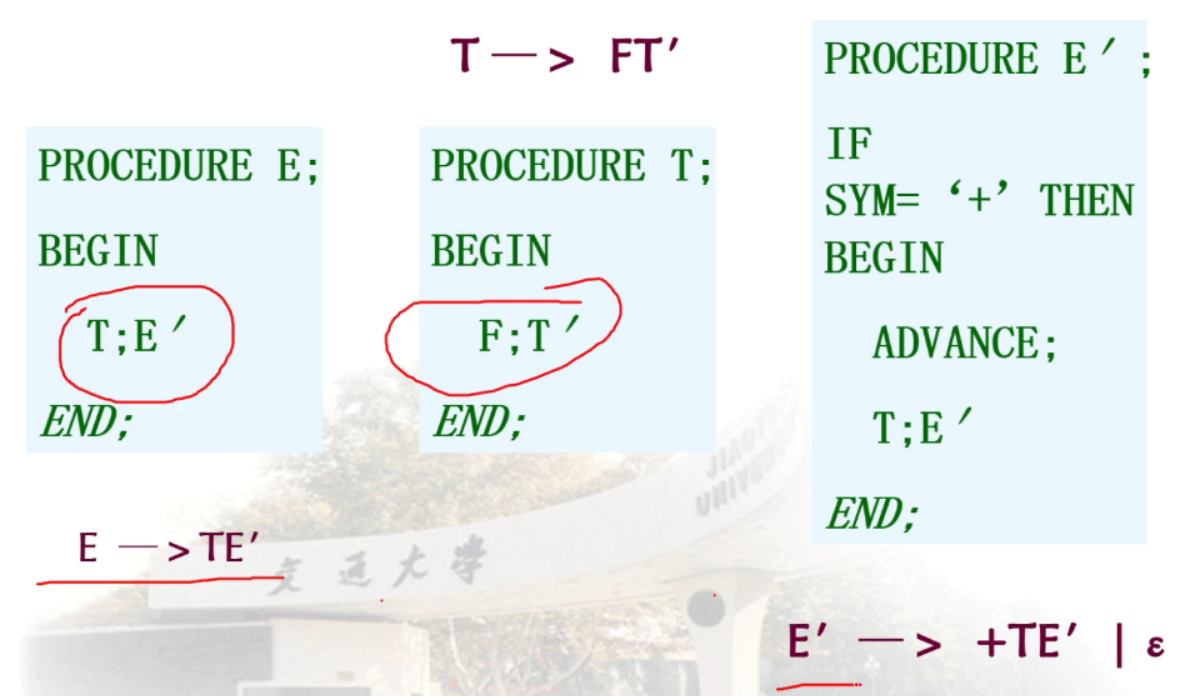 T —> FT′
PROCEDURE E;
BEGIN
T;E′
END;
E —>TE′
PROCEDURE T;
BEGIN
F;T′
END;
PROCEDURE E′;
IF
SYM= ‘+’ THEN
BEGIN
ADVANCE;
T;E′
END;
E′ —> +TE′ | ε
交通大学
JIAOTONG
UNIVERSITY